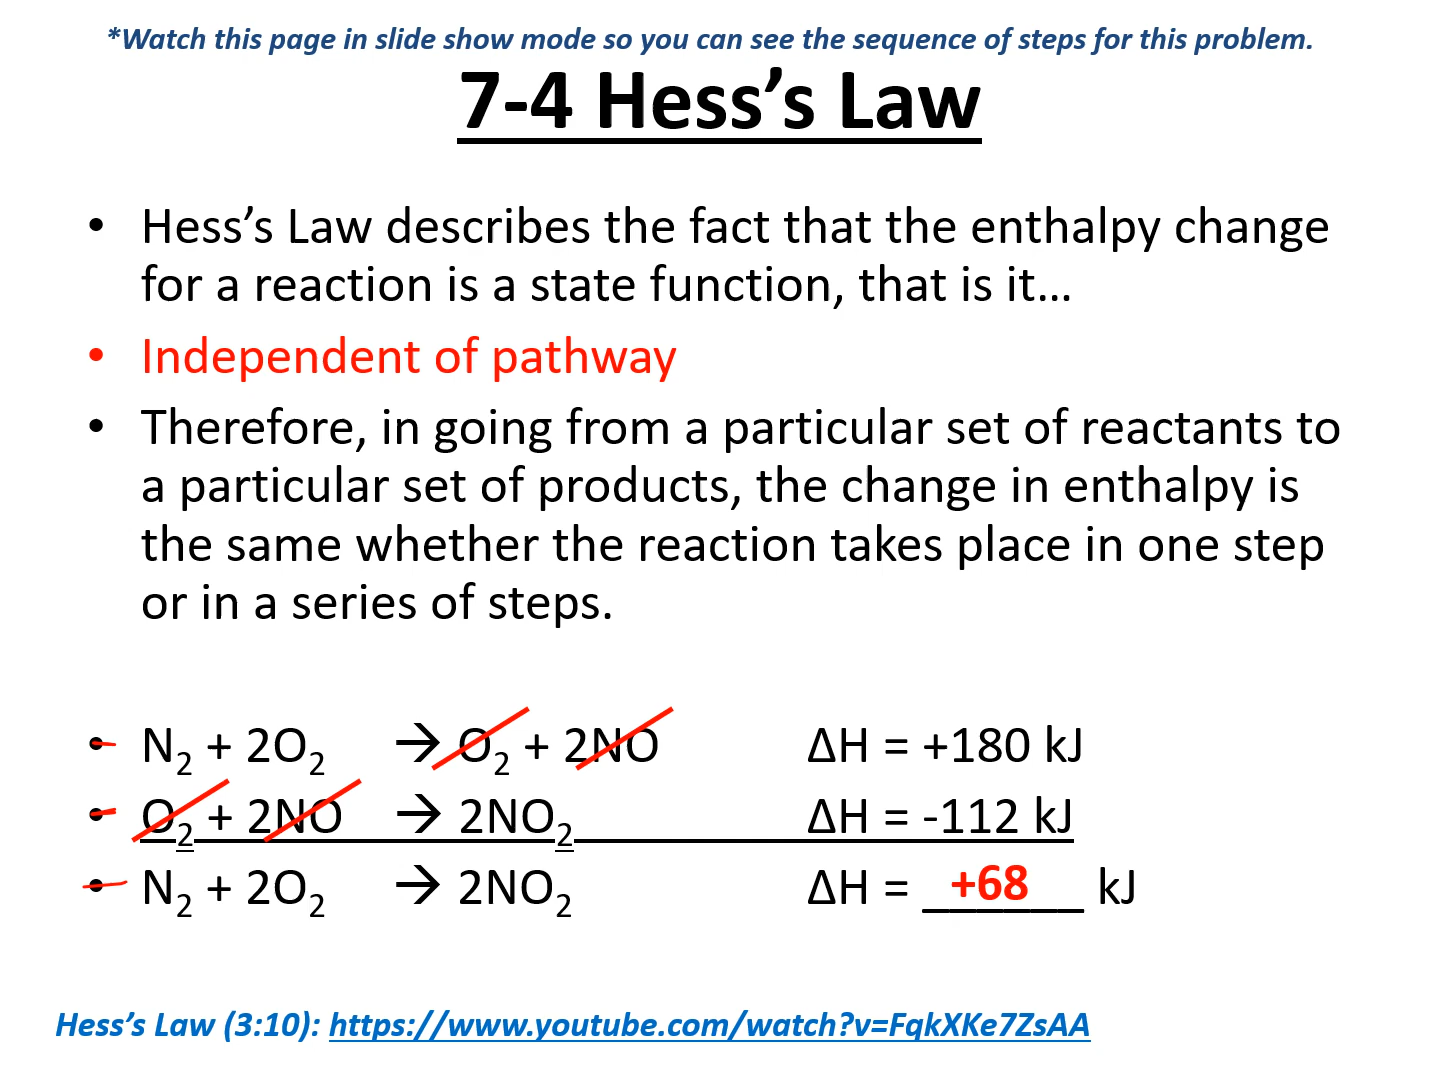 *Watch this page in slide show mode so you can see the sequence of steps for this problem.
7-4 Hess’s Law
• Hess’s Law describes the fact that the enthalpy change
for a reaction is a state function, that is it…
• Independent of pathway
• Therefore, in going from a particular set of reactants to
a particular set of products, the change in enthalpy is
the same whether the reaction takes place in one step
or in a series of steps.
• N₂ + 2O₂ → O₂ + 2NO ΔH = +180 kJ
• O₂ + 2NO → 2NO₂ ΔH = -112 kJ
• N₂ + 2O₂ → 2NO₂ ΔH = +68 kJ
Hess’s Law (3:10): https://www.youtube.com/watch?v=FqkXKe7ZsAA